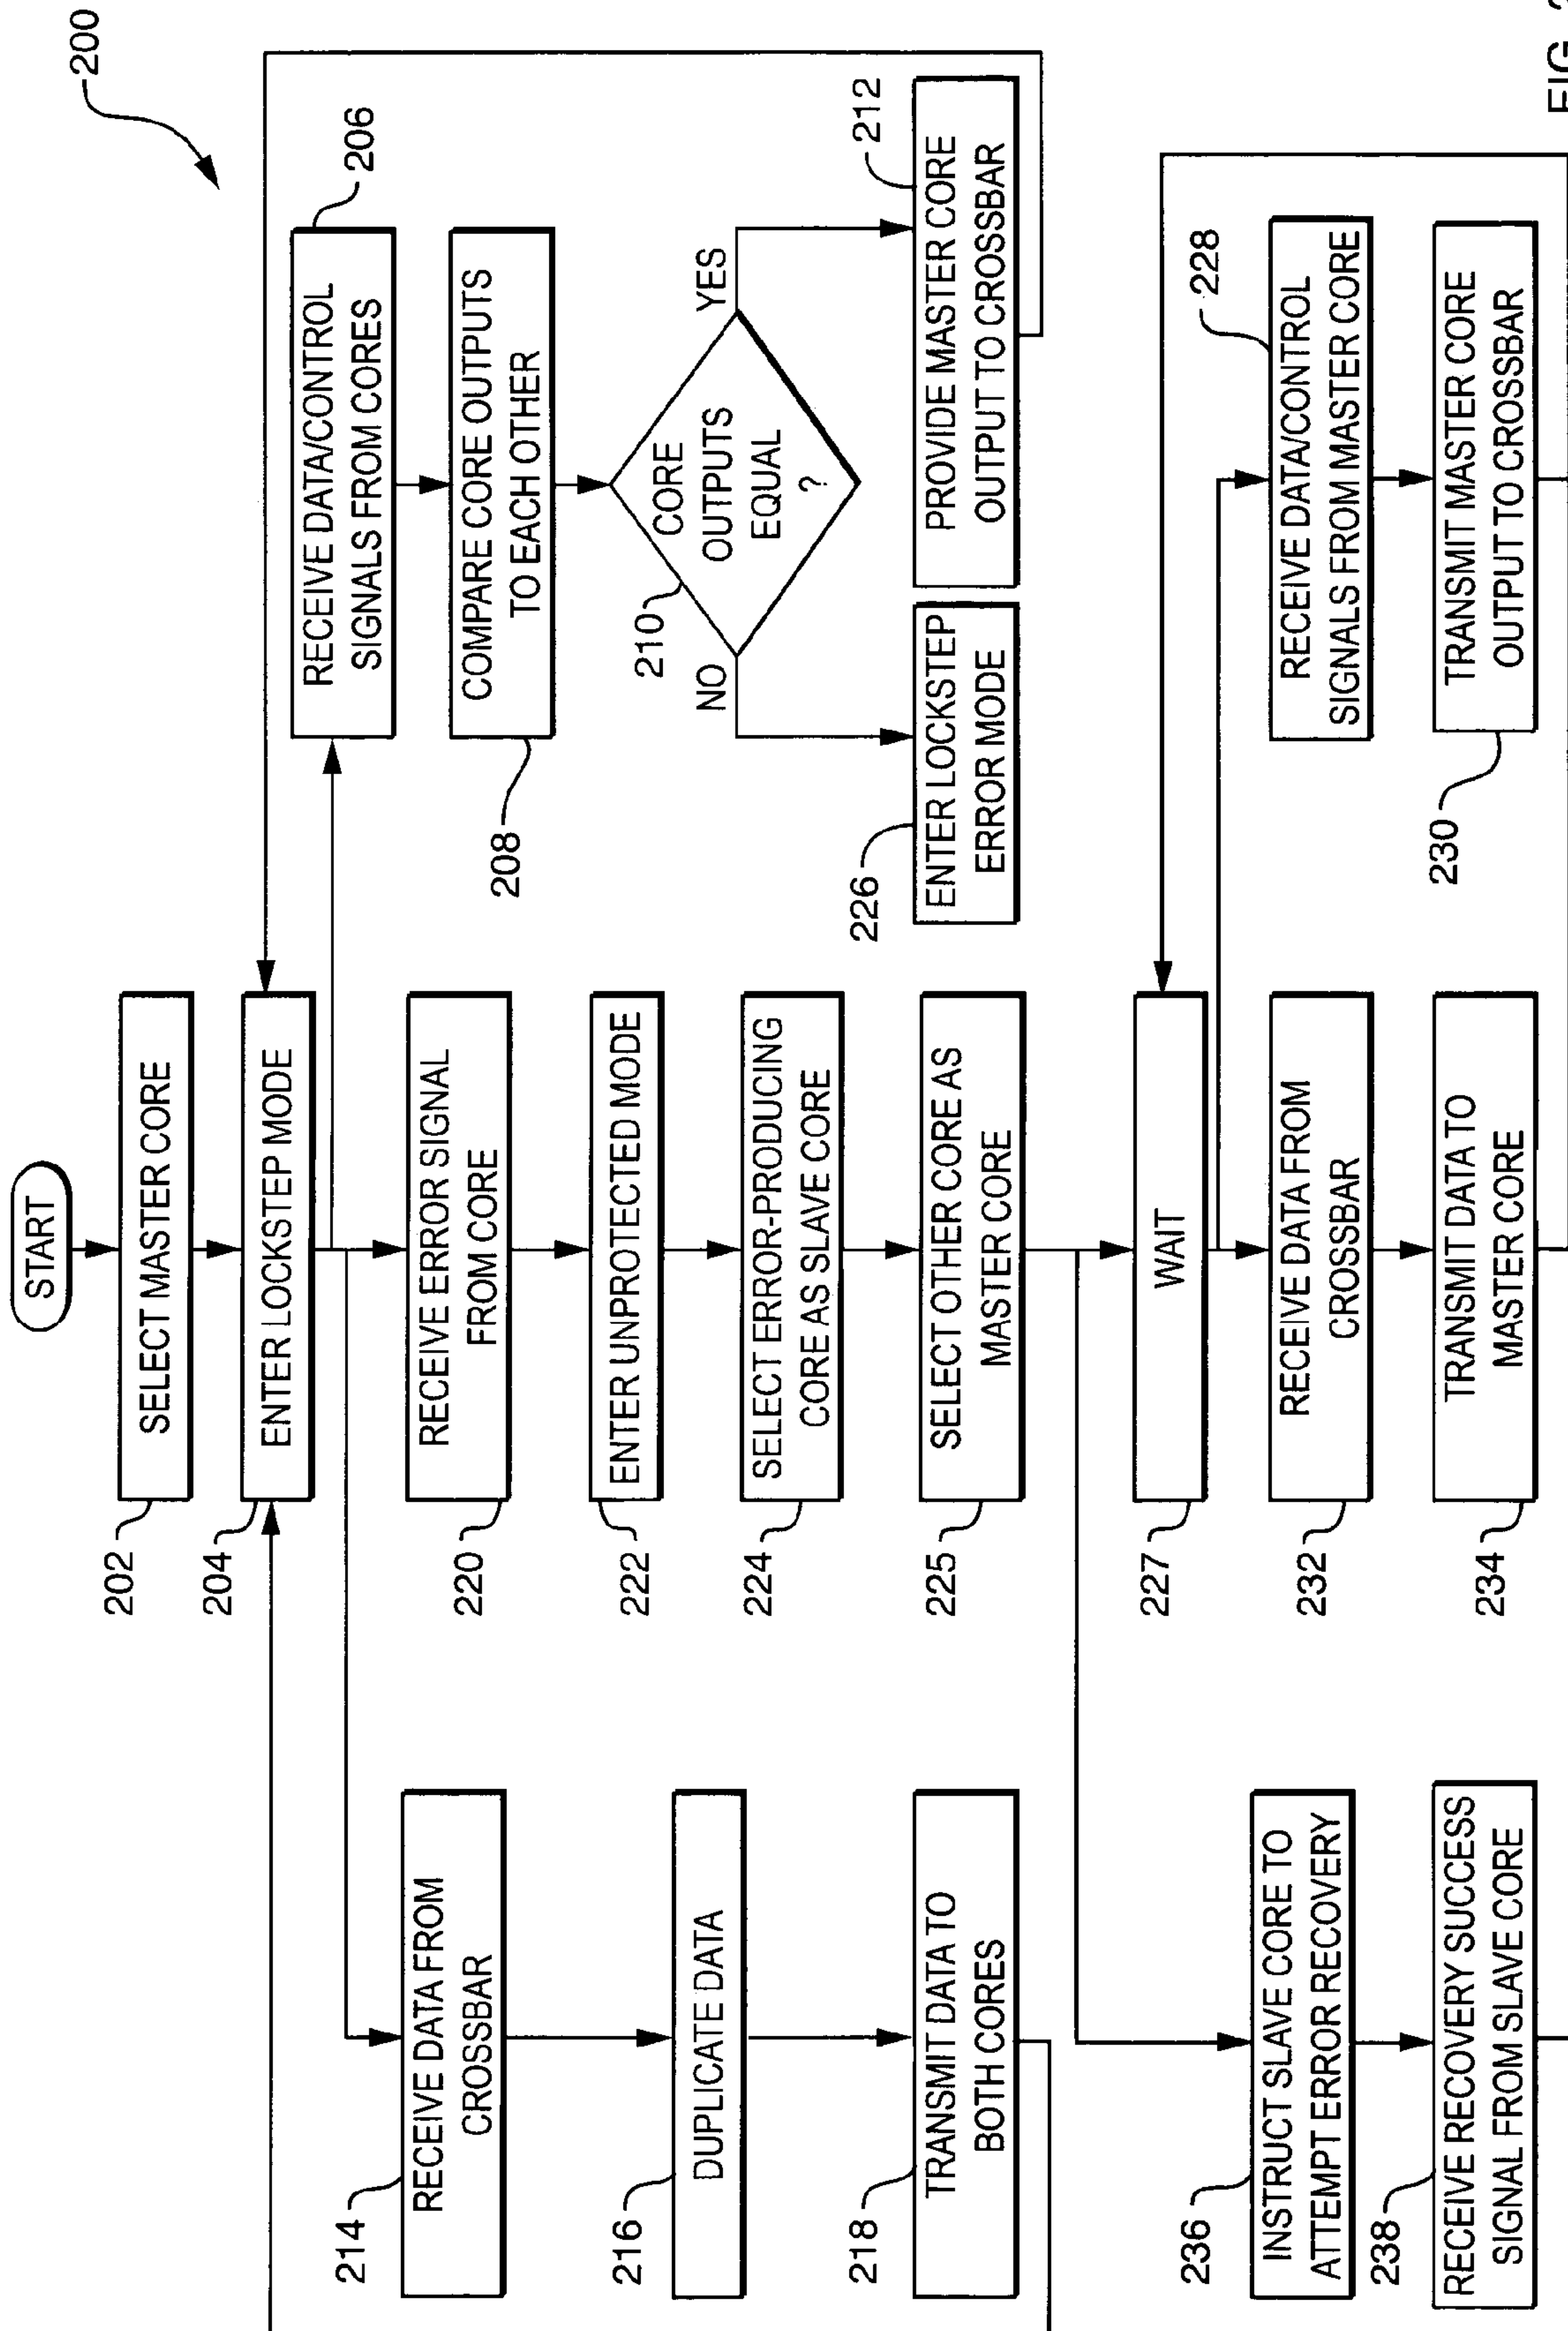 200
START
202
SELECT MASTER CORE
204
ENTER LOCKSTEP MODE
206
RECEIVE DATA/CONTROL
SIGNALS FROM CORES
208
COMPARE CORE OUTPUTS
TO EACH OTHER
210
CORE
OUTPUTS
EQUAL
?
NO
YES
226
ENTER LOCKSTEP
ERROR MODE
212
PROVIDE MASTER CORE
OUTPUT TO CROSSBAR
214
RECEIVE DATA FROM
CROSSBAR
216
DUPLICATE DATA
218
TRANSMIT DATA TO
BOTH CORES
220
RECEIVE ERROR SIGNAL
FROM CORE
222
ENTER UNPROTECTED MODE
224
SELECT ERROR-PRODUCING
CORE AS SLAVE CORE
225
SELECT OTHER CORE AS
MASTER CORE
227
WAIT
228
RECEIVE DATA/CONTROL
SIGNALS FROM MASTER CORE
230
TRANSMIT MASTER CORE
OUTPUT TO CROSSBAR
232
RECEIVE DATA FROM
CROSSBAR
234
TRANSMIT DATA TO
MASTER CORE
236
INSTRUCT SLAVE CORE TO
ATTEMPT ERROR RECOVERY
238
RECEIVE RECOVERY SUCCESS
SIGNAL FROM SLAVE CORE
FIG.